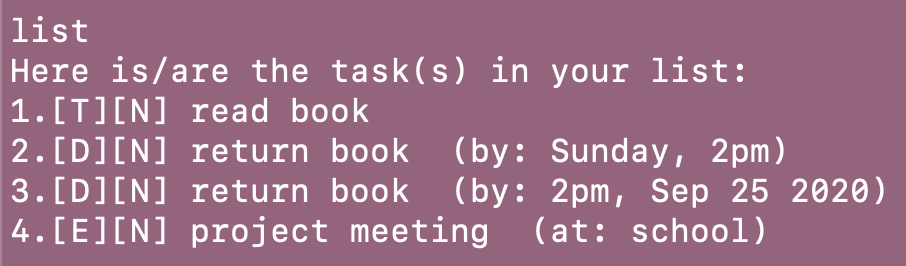 list
Here is/are the task(s) in your list:
1.[T][N] read book
2.[D][N] return book  (by: Sunday, 2pm)
3.[D][N] return book  (by: 2pm, Sep 25 2020)
4.[E][N] project meeting  (at: school)